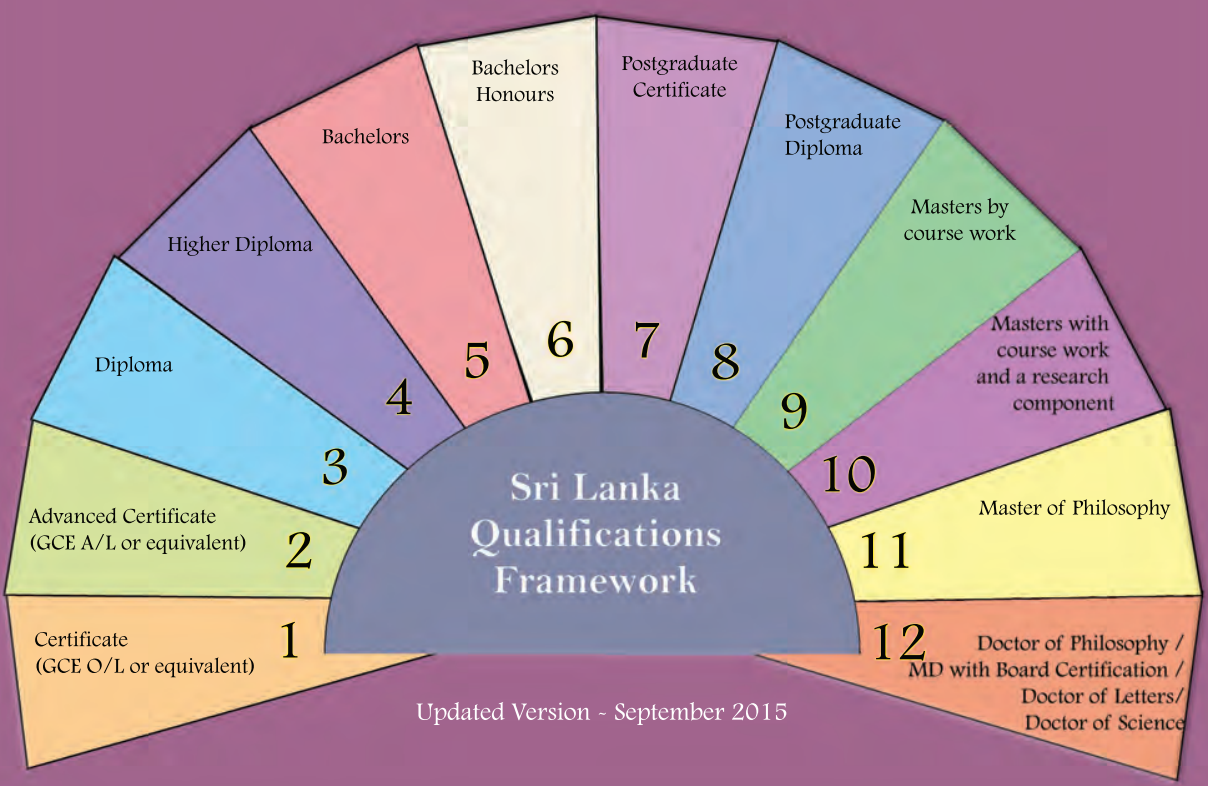 Certificate
(GCE O/L or equivalent)
1
Advanced Certificate
(GCE A/L or equivalent)
2
Diploma
3
Higher Diploma
4
Bachelors
5
Bachelors
Honours
6
Postgraduate
Certificate
7
Postgraduate
Diploma
8
Masters by
course work
9
Masters with
course work
and a research
component
10
Master of Philosophy
11
Doctor of Philosophy /
MD with Board Certification /
Doctor of Letters/
Doctor of Science
12
Sri Lanka
Qualifications
Framework
Updated Version - September 2015